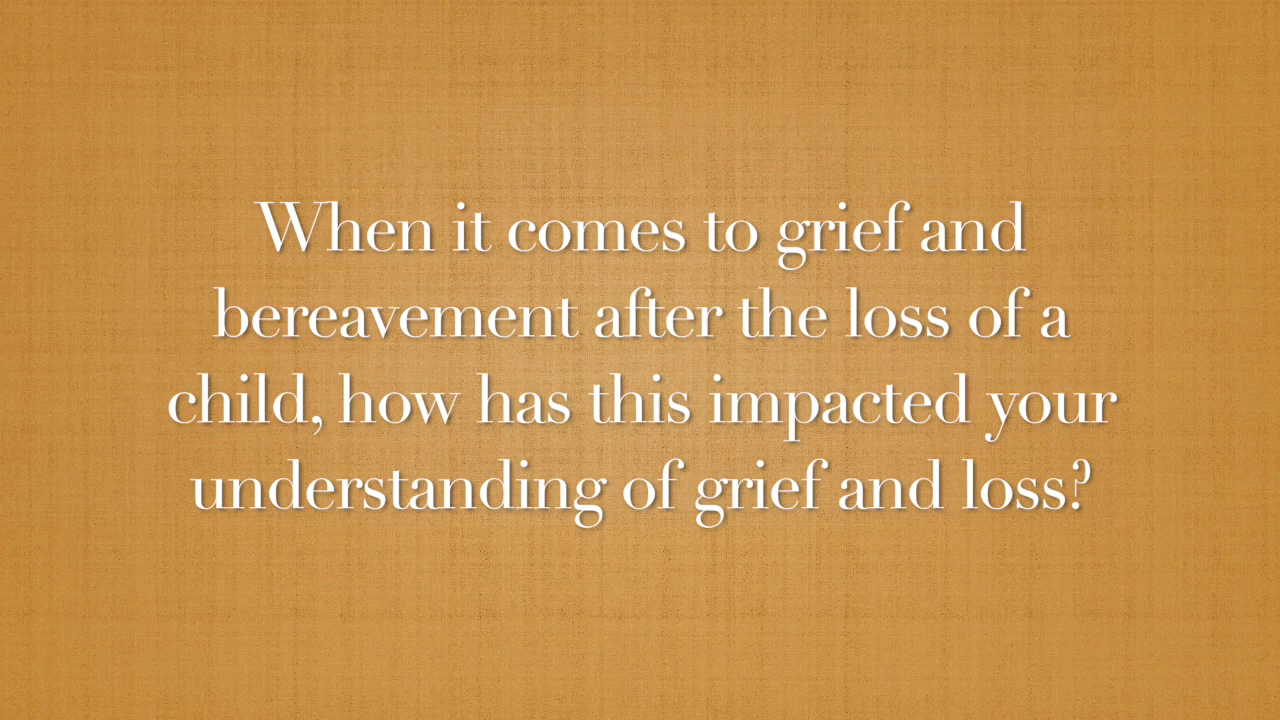 When it comes to grief and
bereavement after the loss of a
child, how has this impacted your
understanding of grief and loss?